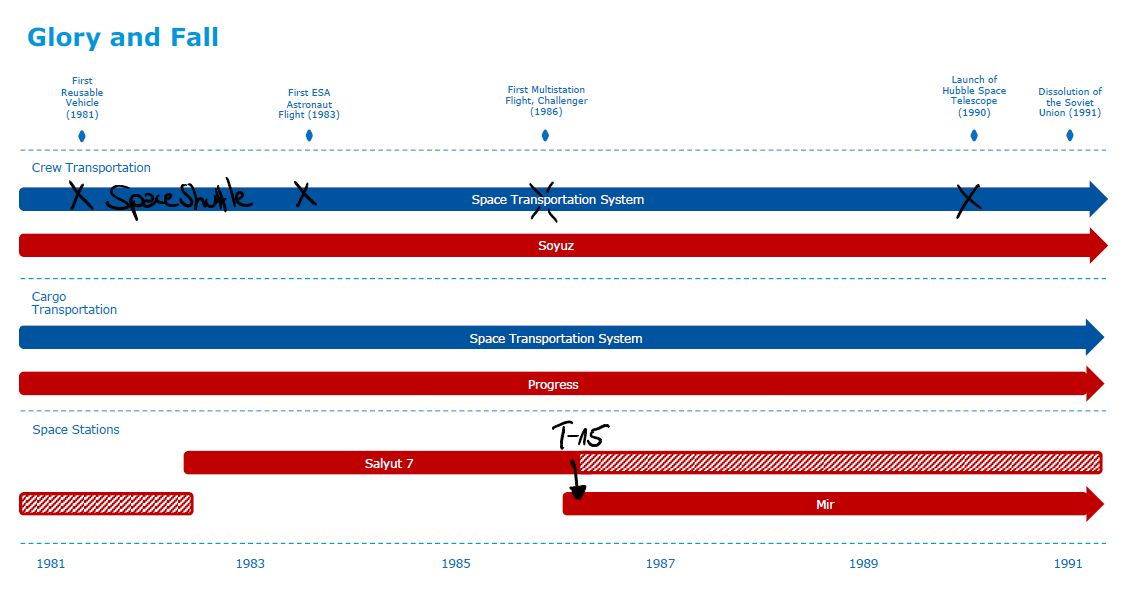 Glory and Fall
First
Reusable
Vehicle
(1981)
First ESA
Astronaut
Flight (1983)
First Multistation
Flight, Challenger
(1986)
Launch of
Hubble Space
Telescope
(1990)
Dissolution of
the Soviet
Union (1991)
Crew Transportation
X Space Shuttle X
Space Transportation System
X
Soyuz
Cargo
Transportation
Space Transportation System
Progress
Space Stations
T-15
Salyut 7
Mir
1981 1983 1985 1987 1989 1991